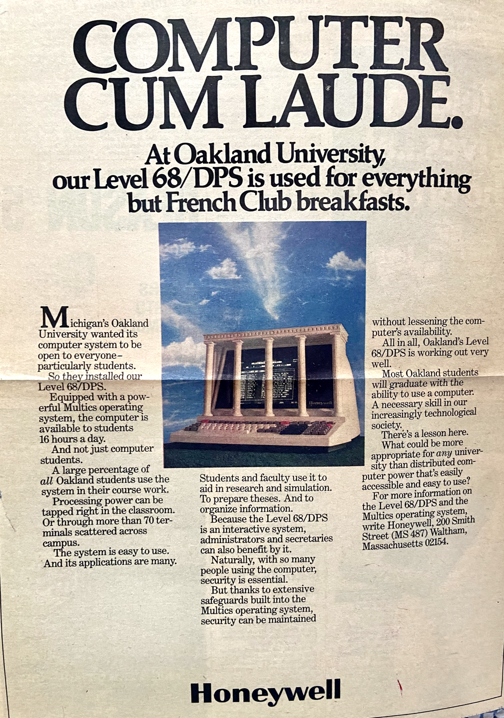 COMPUTER
CUM LAUDE.
At Oakland University,
our Level 68/DPS is used for everything
but French Club breakfasts.
Michigan's Oakland
University wanted its
computer system to be
open to everyone–
particularly students.
So they installed our
Level 68/DPS.
Equipped with a pow-
erful Multics operating
system, the computer is
available to students
16 hours a day.
And not just computer
students.
A large percentage of
all Oakland students use the
system in their course work.
Processing power can be
tapped right in the classroom.
Or through more than 70 ter-
minals scattered across
campus.
The system is easy to use.
And its applications are many.
Students and faculty use it to
aid in research and simulation.
To prepare theses. And to
organize information.
Because the Level 68/DPS
is an interactive system,
administrators and secretaries
can also benefit by it.
Naturally, with so many
people using the computer,
security is essential.
But thanks to extensive
safeguards built into the
Multics operating system,
security can be maintained
without lessening the com-
puter's availability.
All in all, Oakland's Level
68/DPS is working out very
well.
Most Oakland students
will graduate with the
ability to use a computer.
A necessary skill in our
increasingly technological
society.
There's a lesson here.
What could be more
appropriate for any univer-
sity than distributed com-
puter power that's easily
accessible and easy to use?
For more information on
the Level 68/DPS and the
Multics operating system,
write Honeywell, 200 Smith
Street (MS 487) Waltham,
Massachusetts 02154.
Honeywell